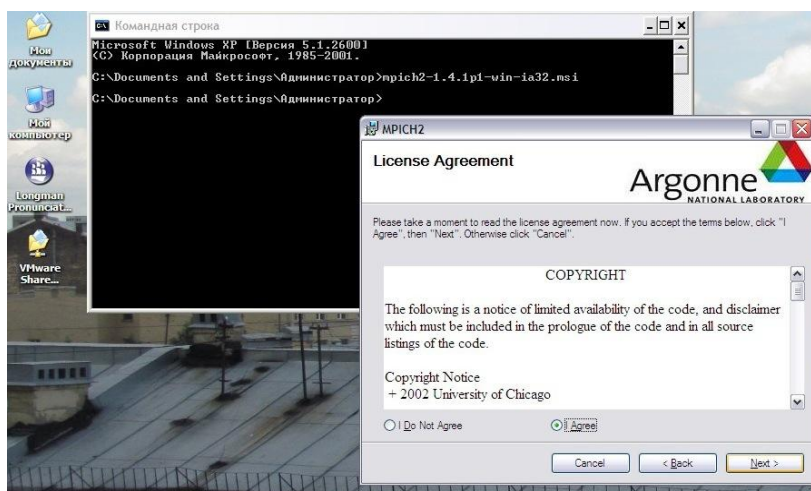 Мои
документы
Мой
компьютер
Longman
Pronunciat...
VMware
Share...
Командная строка
Microsoft Windows XP [Версия 5.1.2600]
(С) Корпорация Майкрософт, 1985-2001.
C:\Documents and Settings\Администратор>mpich2-1.4.1p1-win-ia32.msi
C:\Documents and Settings\Администратор>
MPICH2
License Agreement
Argonne
NATIONAL LABORATORY
Please take a moment to read the license agreement now. If you accept the terms below, click "I
Agree", then "Next". Otherwise click "Cancel".
COPYRIGHT
The following is a notice of limited availability of the code, and disclaimer
which must be included in the prologue of the code and in all source
listings of the code.
Copyright Notice
+ 2002 University of Chicago
I Do Not Agree
I Agree
Cancel
< Back
Next >